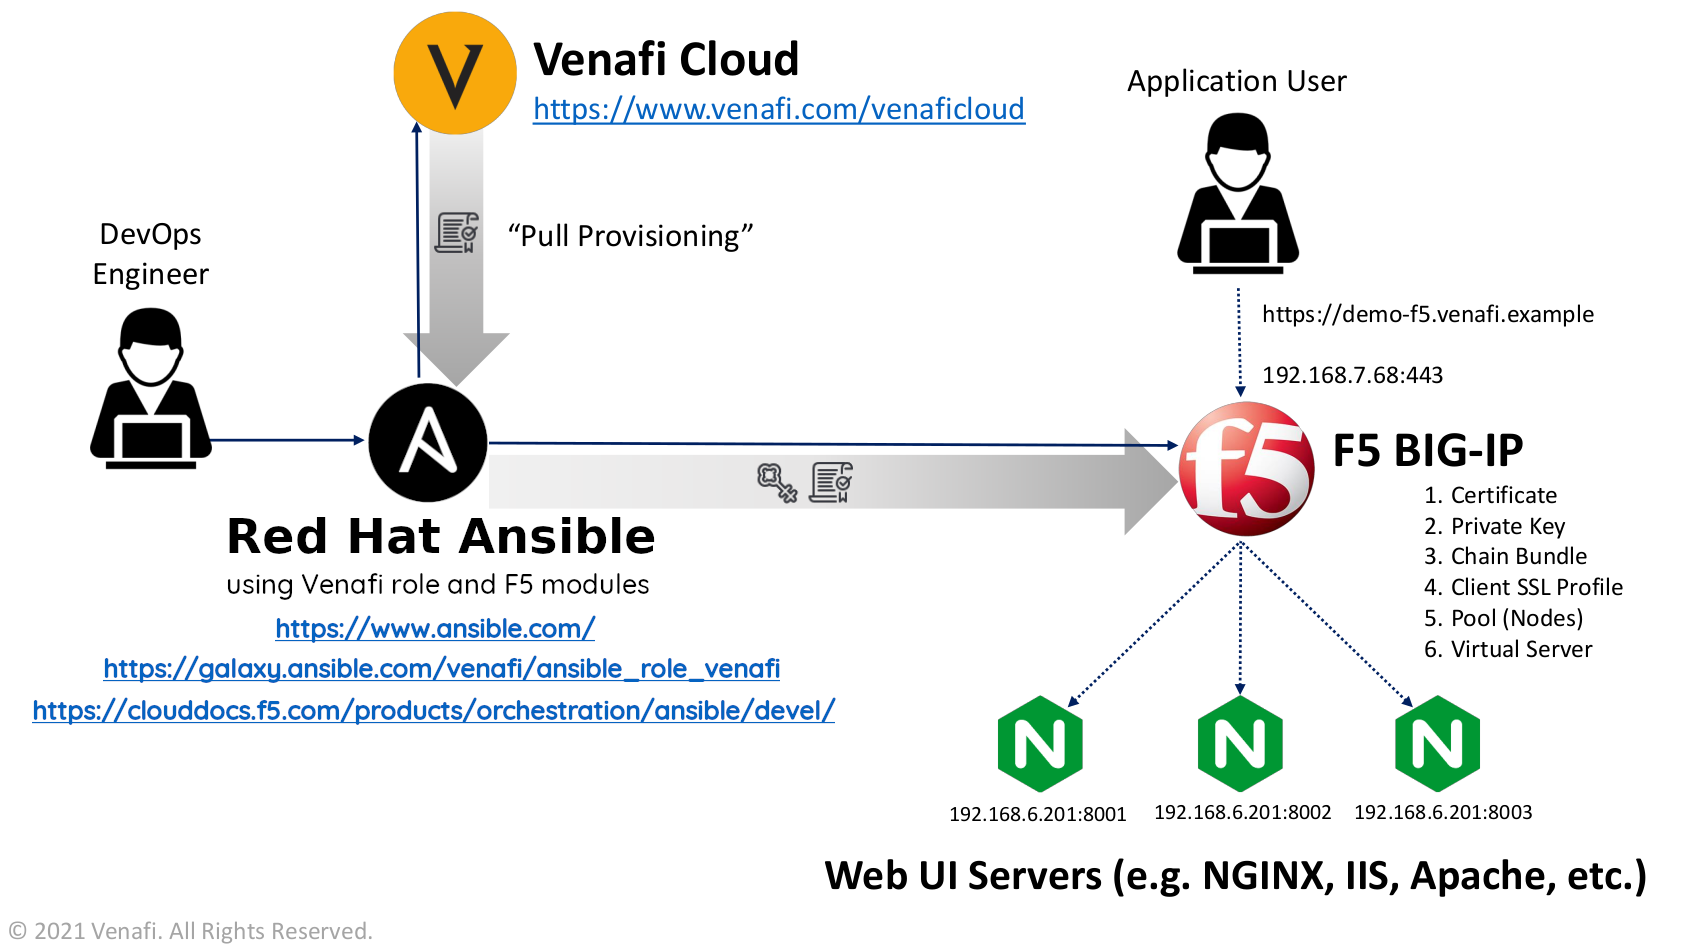 Venafi Cloud
https://www.venafi.com/venaficloud
Application User
DevOps
Engineer
“Pull Provisioning”
https://demo-f5.venafi.example
192.168.7.68:443
f5
F5 BIG-IP
1. Certificate
2. Private Key
3. Chain Bundle
4. Client SSL Profile
5. Pool (Nodes)
6. Virtual Server
Red Hat Ansible
using Venafi role and F5 modules
https://www.ansible.com/
https://galaxy.ansible.com/venafi/ansible_role_venafi
https://clouddocs.f5.com/products/orchestration/ansible/devel/
N N N
192.168.6.201:8001 192.168.6.201:8002 192.168.6.201:8003
Web UI Servers (e.g. NGINX, IIS, Apache, etc.)
© 2021 Venafi. All Rights Reserved.